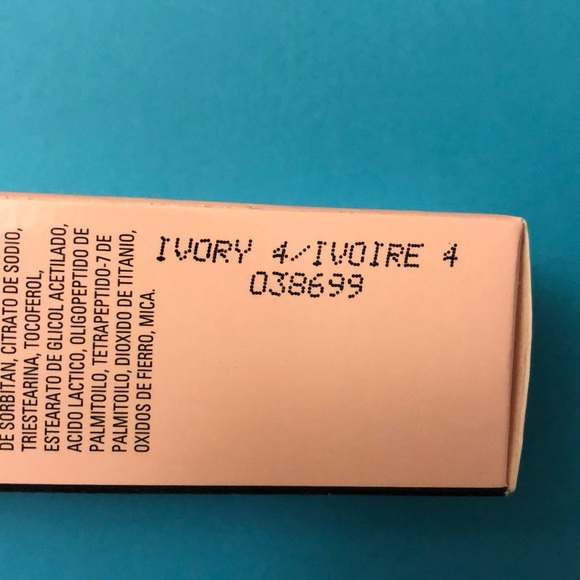 IVORY 4/IVOIRE 4
038699
DE SORBITAN, CITRATO DE SODIO,
TRIESTEARINA, TOCOFEROL,
ESTEARATO DE GLICOL ACETILADO,
ACIDO LACTICO, OLIGOPEPTIDO DE
PALMITOILO, TETRAPEPTIDO-7 DE
PALMITOILO, DIOXIDO DE TITANIO,
OXIDOS DE FIERRO, MICA.